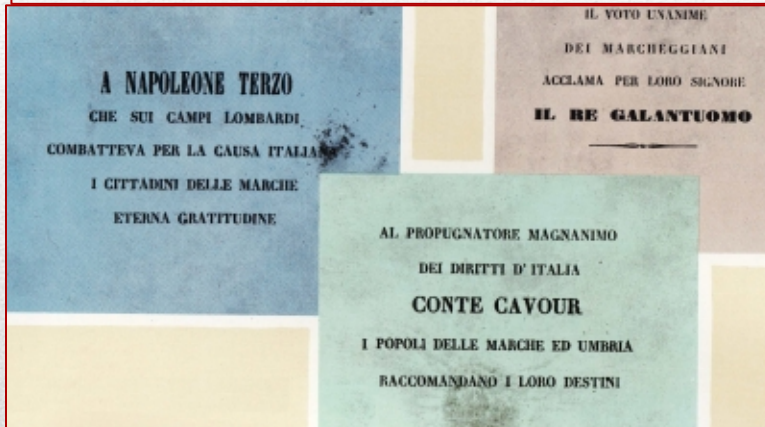 A NAPOLEONE TERZO
CHE SUI CAMPI LOMBARDI
COMBATTEVA PER LA CAUSA ITALIANA
I CITTADINI DELLE MARCHE
ETERNA GRATITUDINE
IL VOTO UNANIME
DEI MARCHEGGIANI
ACCLAMA PER LORO SIGNORE
IL RE GALANTUOMO
AL PROPUGNATORE MAGNANIMO
DEI DIRITTI D' ITALIA
CONTE CAVOUR
I POPOLI DELLE MARCHE ED UMBRIA
RACCOMANDANO I LORO DESTINI